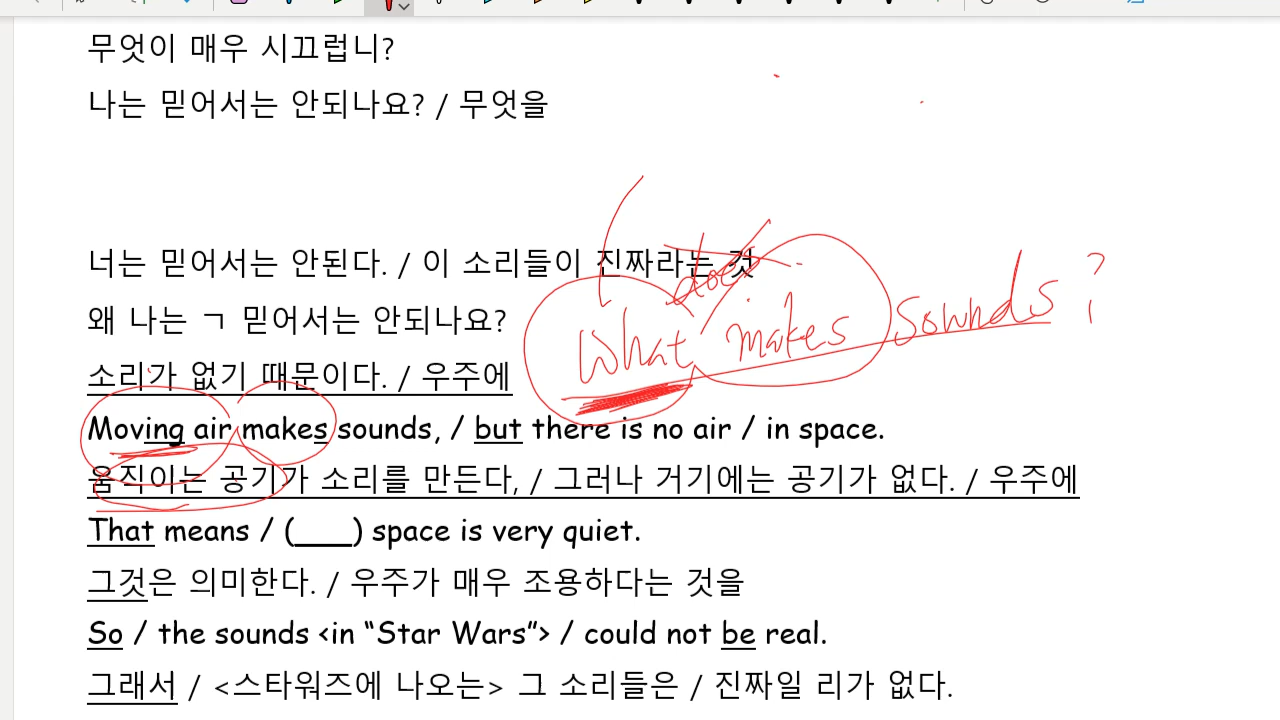 무엇이 매우 시끄럽니?
나는 믿어서는 안되나요? / 무엇을
너는 믿어서는 안된다. / 이 소리들이 진짜라는 것
does
왜 나는 ㄱ 믿어서는 안되나요?
What makes sounds?
소리가 없기 때문이다. / 우주에
Moving air makes sounds, / but there is no air / in space.
움직이는 공기가 소리를 만든다, / 그러나 거기에는 공기가 없다. / 우주에
That means / (___) space is very quiet.
그것은 의미한다. / 우주가 매우 조용하다는 것을
So / the sounds <in “Star Wars”> / could not be real.
그래서 / <스타워즈에 나오는> 그 소리들은 / 진짜일 리가 없다.